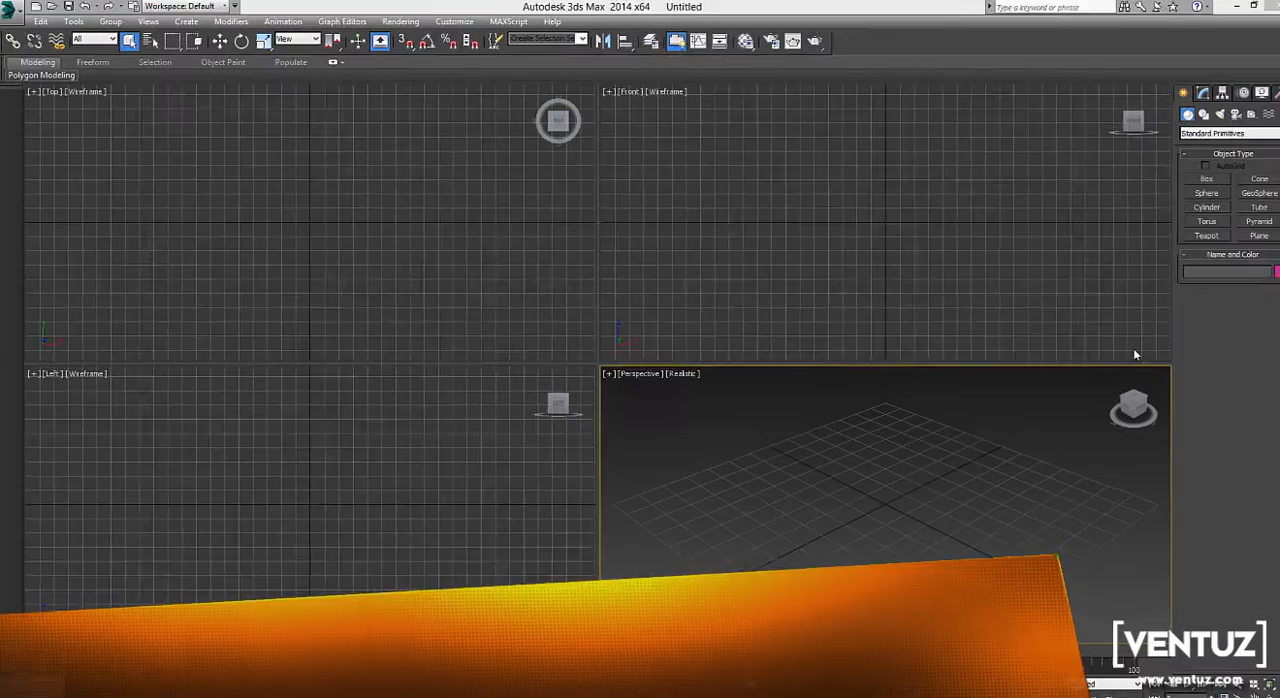 Workspace: Default
Autodesk 3ds Max 2014 x64 Untitled
Type a keyword or phrase
Edit Tools Group Views Create Modifiers Animation Graph Editors Rendering Customize MAXScript Help
All
View
Create Selection Se
Modeling Freeform Selection Object Paint Populate
Polygon Modeling
[+][Top][Wireframe]
[+][Front][Wireframe]
Standard Primitives
- Object Type
AutoGrid
Box Cone
Sphere GeoSphere
Cylinder Tube
Torus Pyramid
Teapot Plane
- Name and Color
[+][Left][Wireframe]
[+][Perspective][Realistic]
[VENTUZ]
100
www.ventuz.com